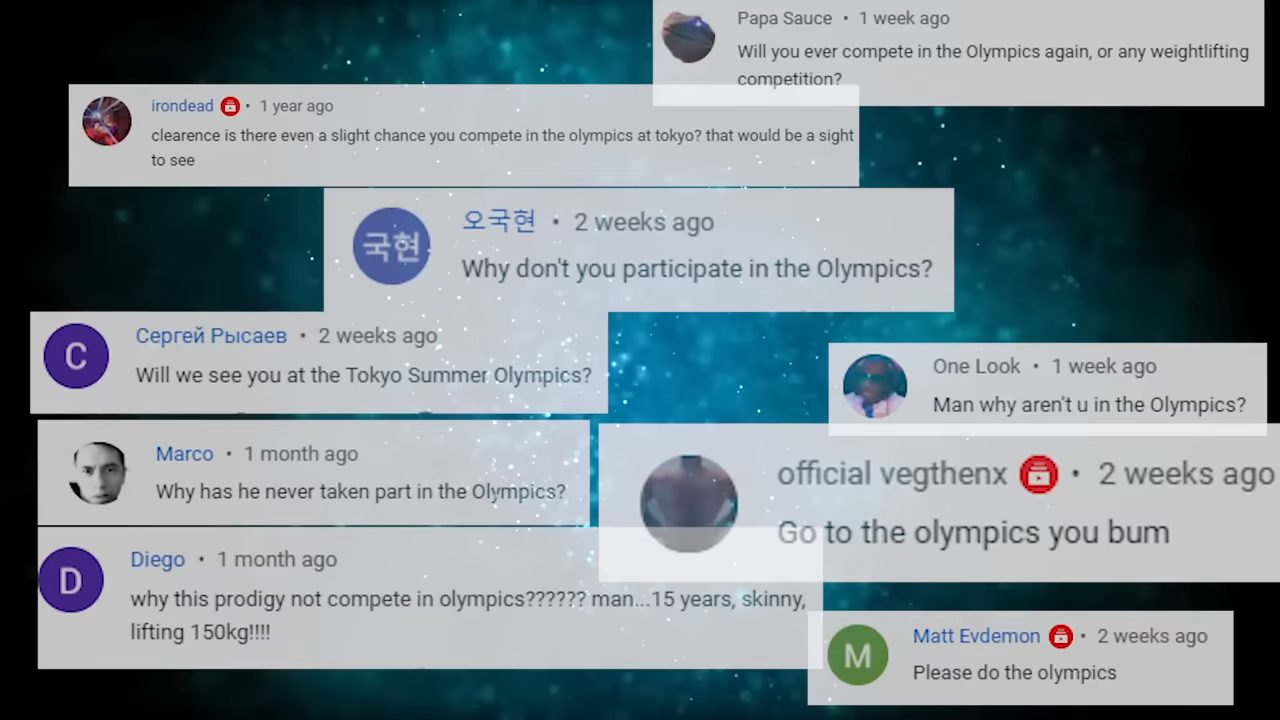 Papa Sauce • 1 week ago
Will you ever compete in the Olympics again, or any weightlifting
competition?
irondead • 1 year ago
clearence is there even a slight chance you compete in the olympics at tokyo? that would be a sight
to see
국현
오국현 • 2 weeks ago
Why don't you participate in the Olympics?
С
Сергей Рысаев • 2 weeks ago
Will we see you at the Tokyo Summer Olympics?
One Look • 1 week ago
Man why aren't u in the Olympics?
Marco • 1 month ago
Why has he never taken part in the Olympics?
official vegthenx • 2 weeks ago
Go to the olympics you bum
D
Diego • 1 month ago
why this prodigy not compete in olympics?????? man...15 years, skinny,
lifting 150kg!!!!
M
Matt Evdemon • 2 weeks ago
Please do the olympics